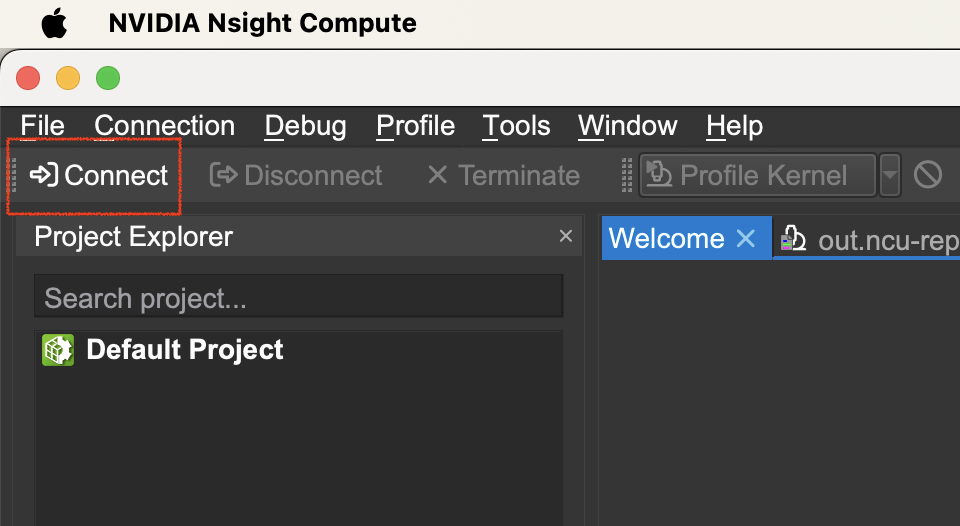 NVIDIA Nsight Compute
File Connection Debug Profile Tools Window Help
Connect Disconnect Terminate Profile Kernel
Project Explorer
Welcome out.ncu-rep
Search project...
Default Project